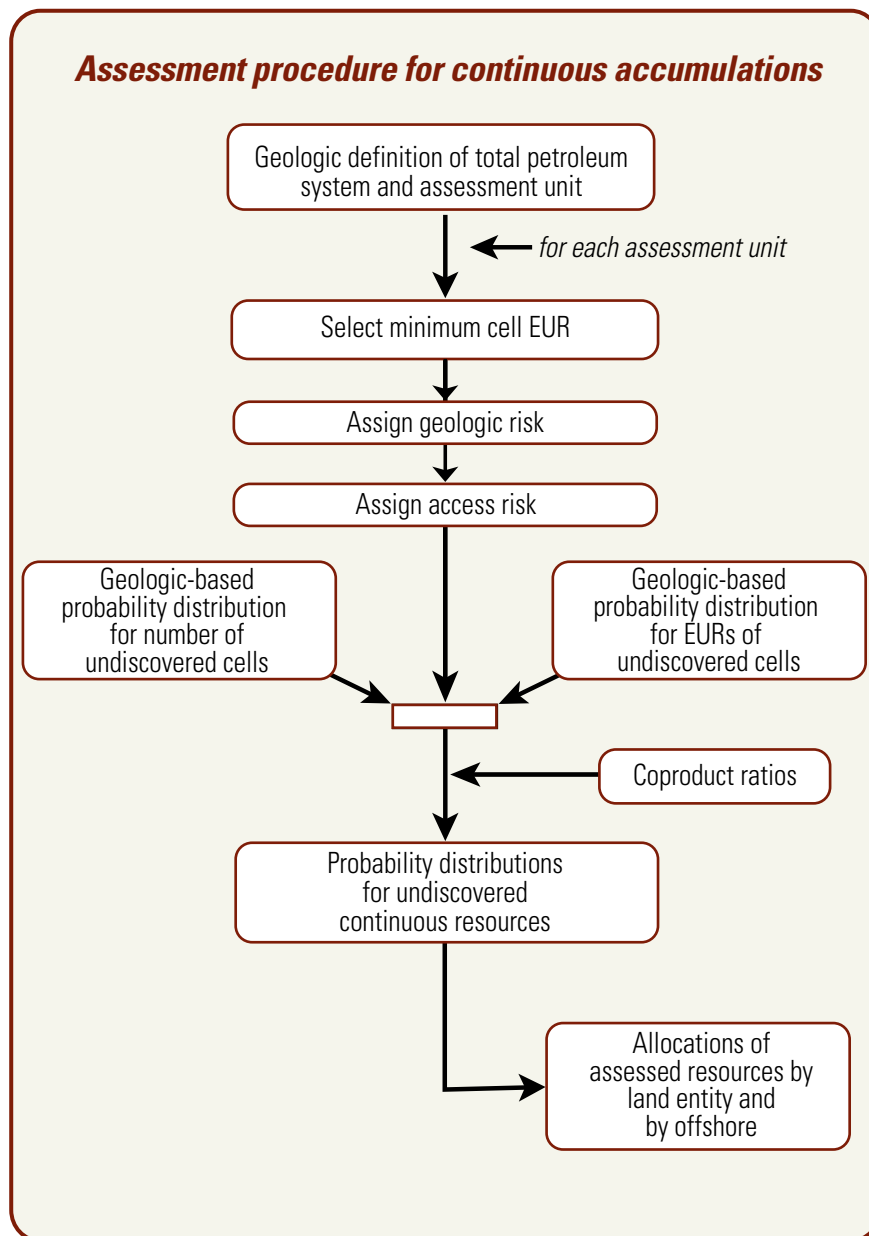 Assessment procedure for continuous accumulations
Geologic definition of total petroleum
system and assessment unit
for each assessment unit
Select minimum cell EUR
Assign geologic risk
Assign access risk
Geologic-based
probability distribution
for number of
undiscovered cells
Geologic-based
probability distribution
for EURs of
undiscovered cells
Coproduct ratios
Probability distributions
for undiscovered
continuous resources
Allocations of
assessed resources by
land entity and
by offshore